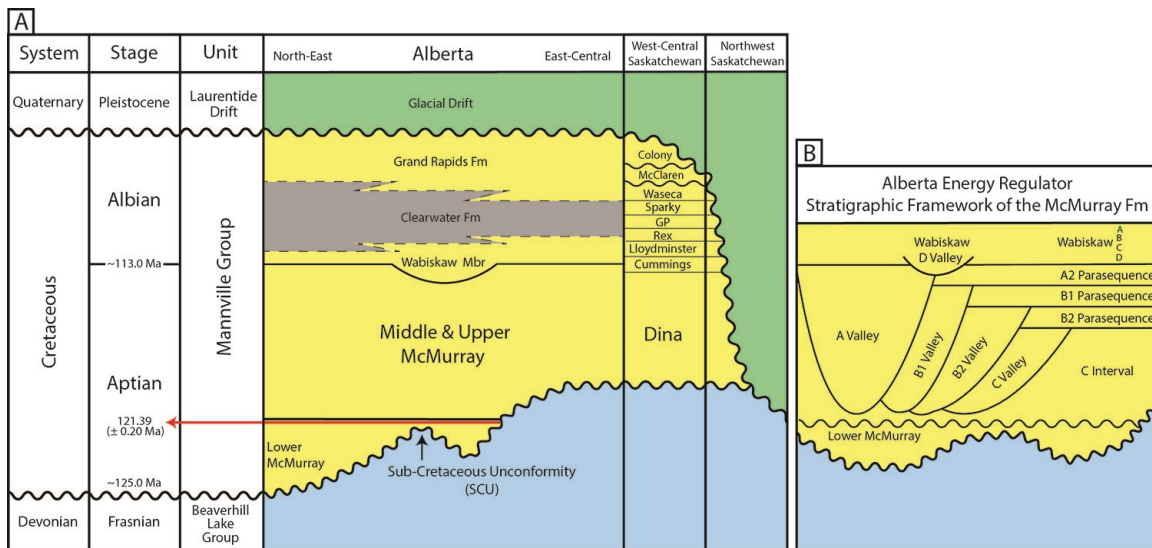 A
System
Stage
Unit
North-East
Alberta
East-Central
West-Central
Saskatchewan
Northwest
Saskatchewan
Quaternary
Pleistocene
Laurentide
Drift
Glacial Drift
Cretaceous
Albian
~113.0 Ma
Aptian
121.39
(± 0.20 Ma)
~125.0 Ma
Mannville Group
Grand Rapids Fm
Clearwater Fm
Wabiskaw Mbr
Middle & Upper
McMurray
Lower
McMurray
Sub-Cretaceous Unconformity
(SCU)
Colony
McClaren
Waseca
Sparky
GP
Rex
Lloydminster
Cummings
Dina
Devonian
Frasnian
Beaverhill
Lake
Group
B
Alberta Energy Regulator
Stratigraphic Framework of the McMurray Fm
Wabiskaw
D Valley
Wabiskaw
A
B
C
D
A2 Parasequence
B1 Parasequence
B2 Parasequence
A Valley
B1 Valley
B2 Valley
C Valley
C Interval
Lower McMurray